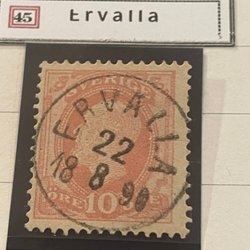 45
Ervalla
SVERIGE
ERVALLA
22
18 8 90
ÖRE 10